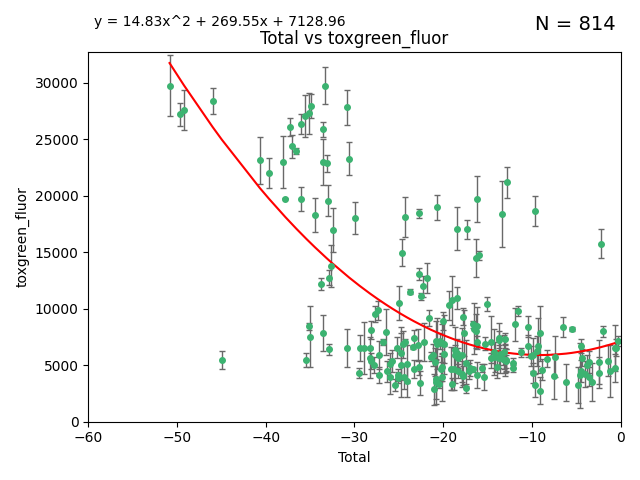 y = 14.83x^2 + 269.55x + 7128.96
N = 814
Total vs toxgreen_fluor
30000
25000
20000
15000
10000
5000
0
toxgreen_fluor
−60
−50
−40
−30
−20
−10
0
Total